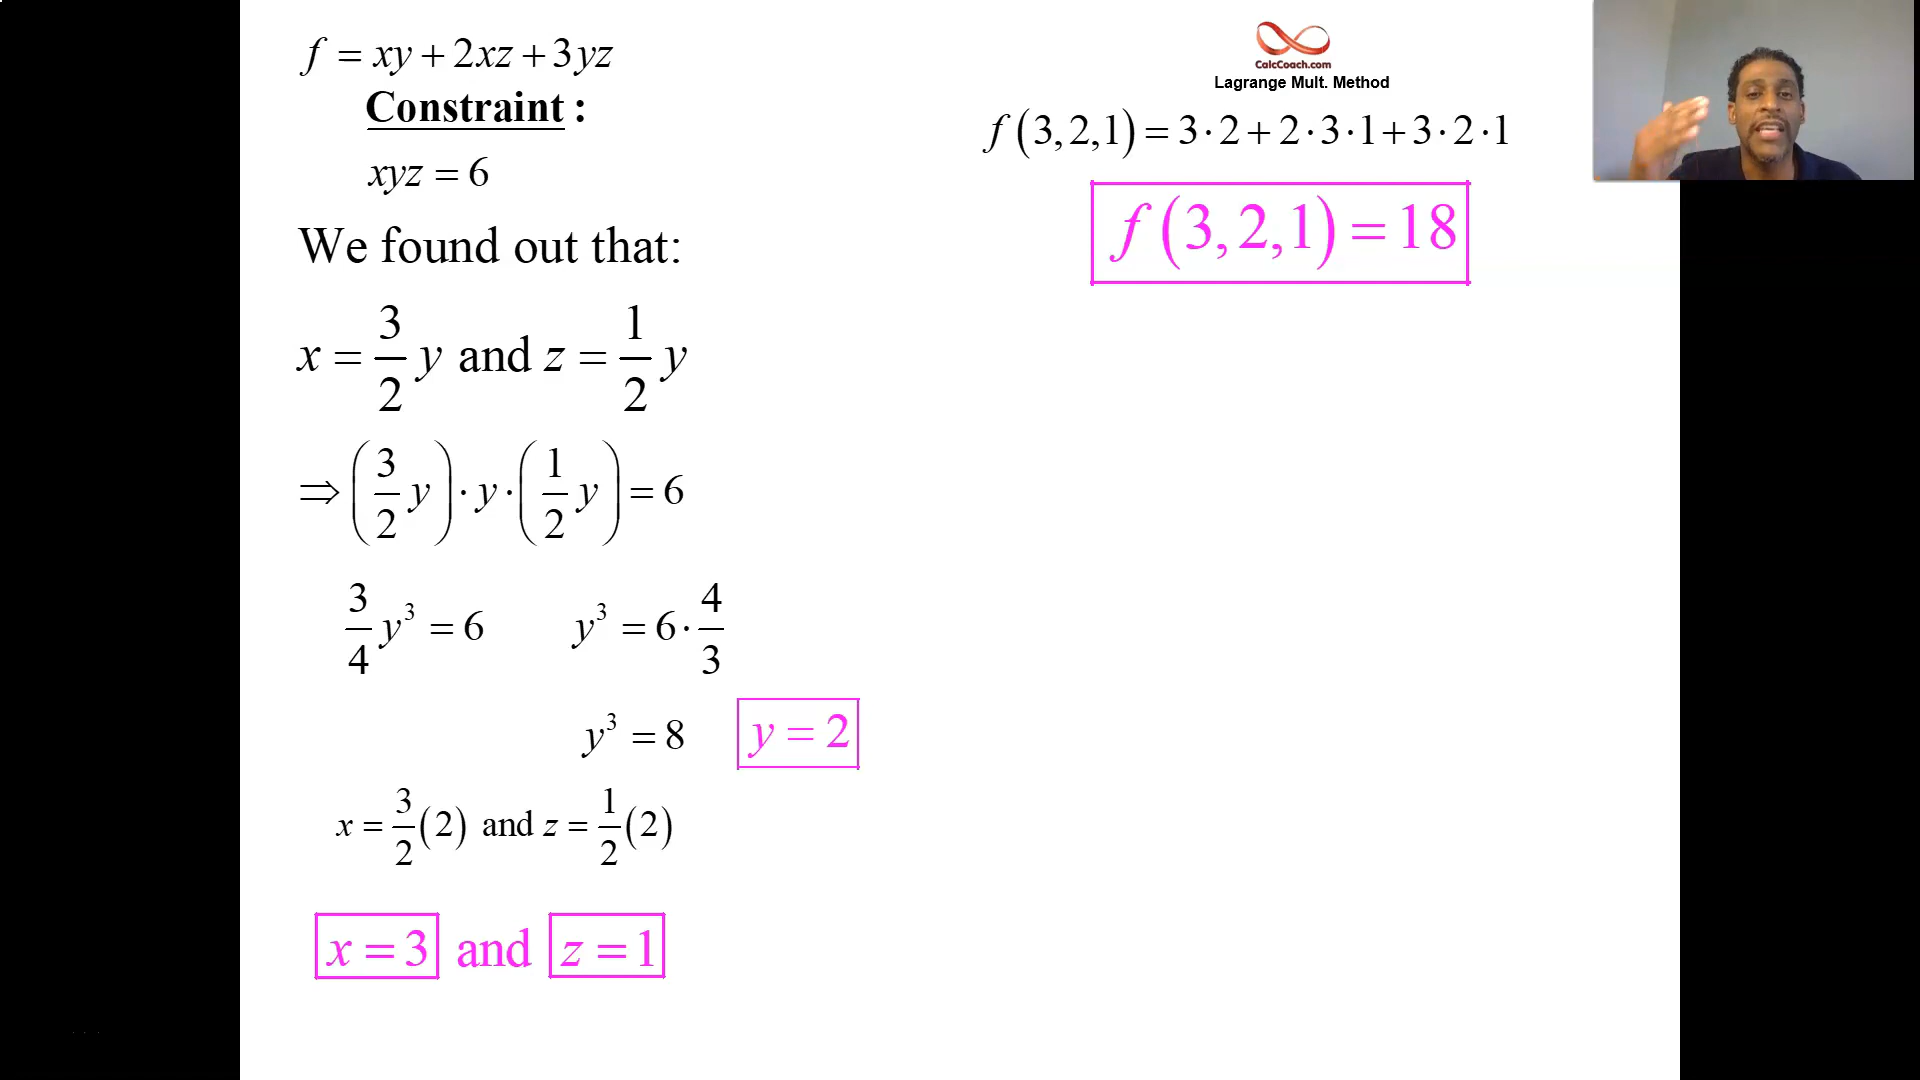 f = xy + 2xz + 3yz
Constraint :
xyz = 6
We found out that:
x = 3/2 y and z = 1/2 y
⇒ (3/2 y) · y · (1/2 y) = 6
3/4 y³ = 6    y³ = 6 · 4/3
y³ = 8    y = 2
x = 3/2 (2) and z = 1/2 (2)
x = 3 and z = 1
CalcCoach.com
Lagrange Mult. Method
f(3, 2, 1) = 3 · 2 + 2 · 3 · 1 + 3 · 2 · 1
f(3, 2, 1) = 18